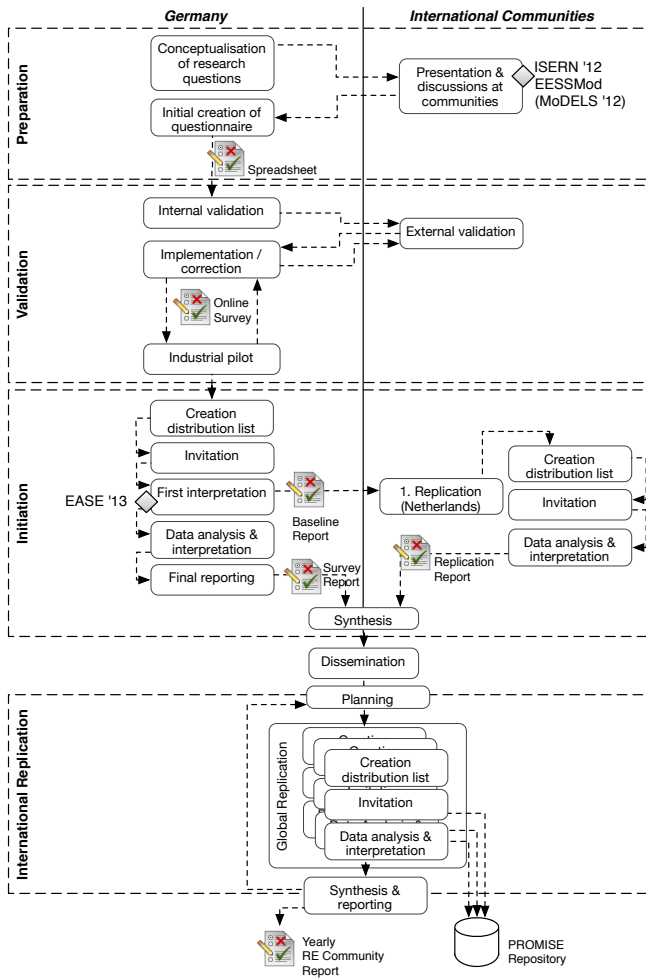 Germany
International Communities
Preparation
Conceptualisation
of research
questions
Presentation &
discussions at
communities
ISERN '12
EESSMod
(MoDELS '12)
Initial creation of
questionnaire
Spreadsheet
Validation
Internal validation
External validation
Implementation /
correction
Online
Survey
Industrial pilot
Initiation
Creation
distribution list
Invitation
EASE '13
First interpretation
Baseline
Report
1. Replication
(Netherlands)
Creation
distribution list
Invitation
Data analysis &
interpretation
Data analysis &
interpretation
Replication
Report
Final reporting
Survey
Report
Synthesis
Dissemination
International Replication
Planning
Global Replication
Creation
distribution list
Invitation
Data analysis &
interpretation
Synthesis &
reporting
Yearly
RE Community
Report
PROMISE
Repository